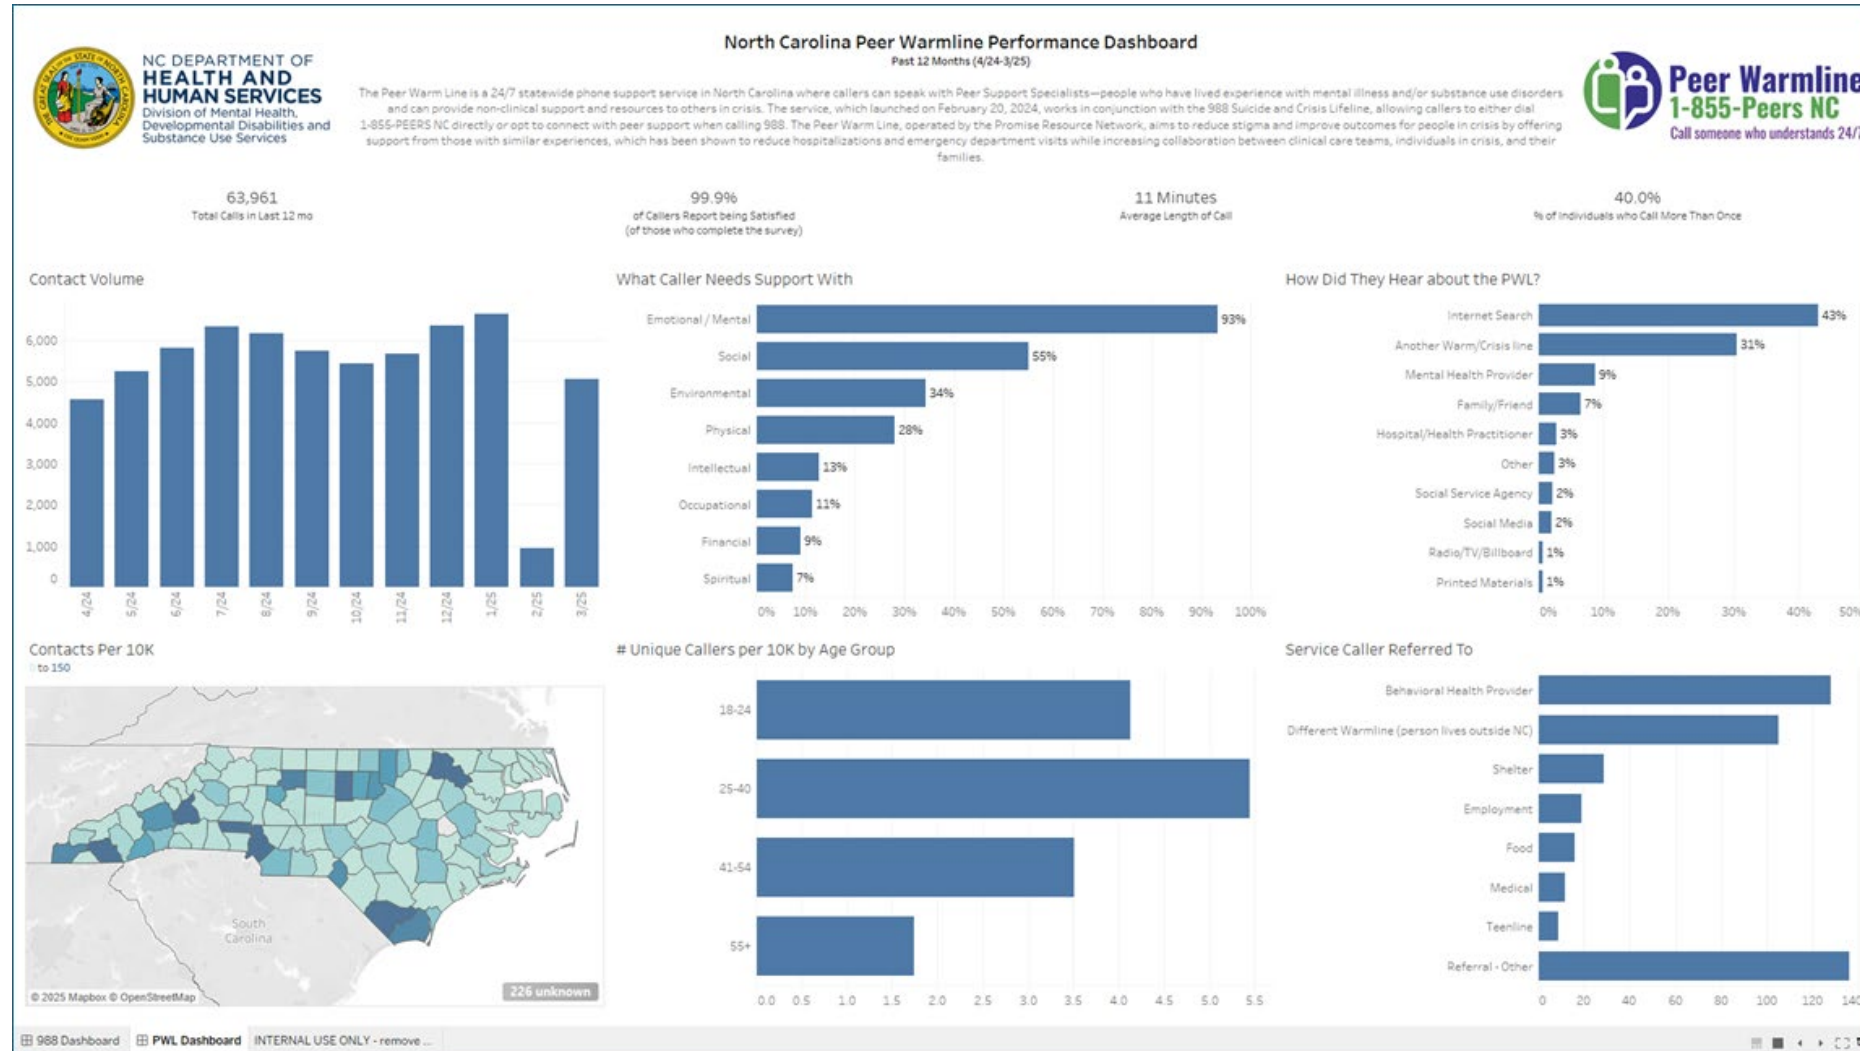 North Carolina Peer Warmline Performance Dashboard
Past 12 Months (4/24-3/25)
NC DEPARTMENT OF
HEALTH AND
HUMAN SERVICES
Division of Mental Health,
Developmental Disabilities and
Substance Use Services
The Peer Warm Line is a 24/7 statewide phone support service in North Carolina where callers can speak with Peer Support Specialists—people who have lived experience with mental illness and/or substance use disorders
and can provide non-clinical support and resources to others in crisis. The service, which launched on February 20, 2024, works in conjunction with the 988 Suicide and Crisis Lifeline, allowing callers to either dial
1-855-PEERS NC directly or opt to connect with peer support when calling 988. The Peer Warm Line, operated by the Promise Resource Network, aims to reduce stigma and improve outcomes for people in crisis by offering
support from those with similar experiences, which has been shown to reduce hospitalizations and emergency department visits while increasing collaboration between clinical care teams, individuals in crisis, and their
families.
Peer Warmline
1-855-Peers NC
Call someone who understands 24/7
63,961
Total Calls in Last 12 mo
99.9%
of Callers Report being Satisfied
(of those who complete the survey)
11 Minutes
Average Length of Call
40.0%
% of Individuals who Call More Than Once
Contact Volume
6,000
5,000
4,000
3,000
2,000
1,000
0
4/24
5/24
6/24
7/24
8/24
9/24
10/24
11/24
12/24
1/25
2/25
3/25
What Caller Needs Support With
Emotional / Mental 93%
Social 55%
Environmental 34%
Physical 28%
Intellectual 13%
Occupational 11%
Financial 9%
Spiritual 7%
0% 10% 20% 30% 40% 50% 60% 70% 80% 90% 100%
How Did They Hear about the PWL?
Internet Search 43%
Another Warm/Crisis line 31%
Mental Health Provider 9%
Family/Friend 7%
Hospital/Health Practitioner 3%
Other 3%
Social Service Agency 2%
Social Media 2%
Radio/TV/Billboard 1%
Printed Materials 1%
0% 10% 20% 30% 40% 50%
Contacts Per 10K
to 150
South
Carolina
© 2025 Mapbox © OpenStreetMap
226 unknown
# Unique Callers per 10K by Age Group
18-24
25-40
41-54
55+
0.0 0.5 1.0 1.5 2.0 2.5 3.0 3.5 4.0 4.5 5.0 5.5
Service Caller Referred To
Behavioral Health Provider
Different Warmline (person lives outside NC)
Shelter
Employment
Food
Medical
Teenline
Referral - Other
0 20 40 60 80 100 120 140
988 Dashboard PWL Dashboard INTERNAL USE ONLY - remove ...